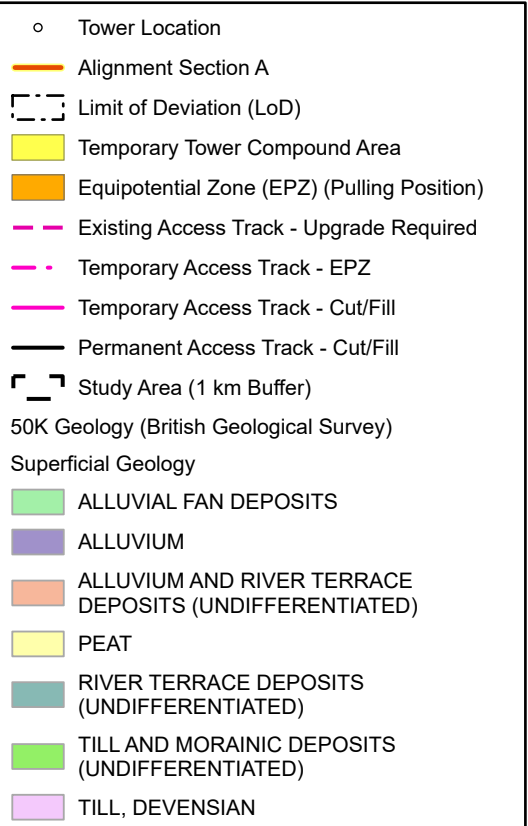 Tower Location
Alignment Section A
Limit of Deviation (LoD)
Temporary Tower Compound Area
Equipotential Zone (EPZ) (Pulling Position)
Existing Access Track - Upgrade Required
Temporary Access Track - EPZ
Temporary Access Track - Cut/Fill
Permanent Access Track - Cut/Fill
Study Area (1 km Buffer)
50K Geology (British Geological Survey)
Superficial Geology
ALLUVIAL FAN DEPOSITS
ALLUVIUM
ALLUVIUM AND RIVER TERRACE
DEPOSITS (UNDIFFERENTIATED)
PEAT
RIVER TERRACE DEPOSITS
(UNDIFFERENTIATED)
TILL AND MORAINIC DEPOSITS
(UNDIFFERENTIATED)
TILL, DEVENSIAN